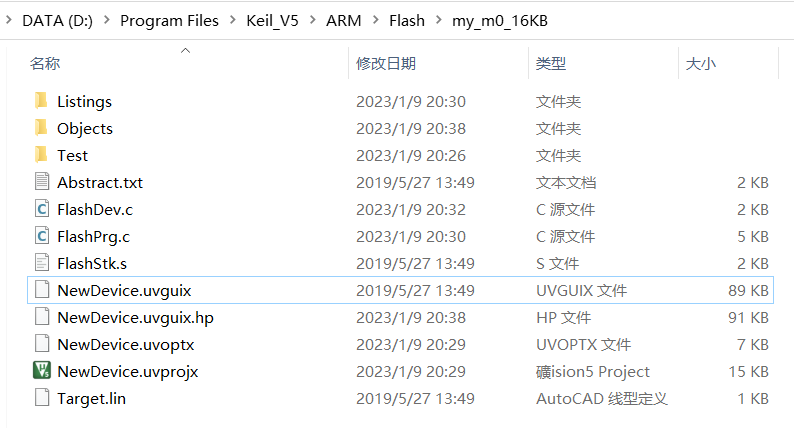 DATA (D:) > Program Files > Keil_V5 > ARM > Flash > my_m0_16KB
名称 修改日期 类型 大小
Listings 2023/1/9 20:30 文件夹
Objects 2023/1/9 20:38 文件夹
Test 2023/1/9 20:26 文件夹
Abstract.txt 2019/5/27 13:49 文本文档 2 KB
FlashDev.c 2023/1/9 20:32 C 源文件 2 KB
FlashPrg.c 2023/1/9 20:30 C 源文件 5 KB
FlashStk.s 2019/5/27 13:49 S 文件 2 KB
NewDevice.uvguix 2019/5/27 13:49 UVGUIX 文件 89 KB
NewDevice.uvguix.hp 2023/1/9 20:38 HP 文件 91 KB
NewDevice.uvoptx 2023/1/9 20:29 UVOPTX 文件 7 KB
NewDevice.uvprojx 2023/1/9 20:29 礦ision5 Project 15 KB
Target.lin 2019/5/27 13:49 AutoCAD 线型定义 1 KB